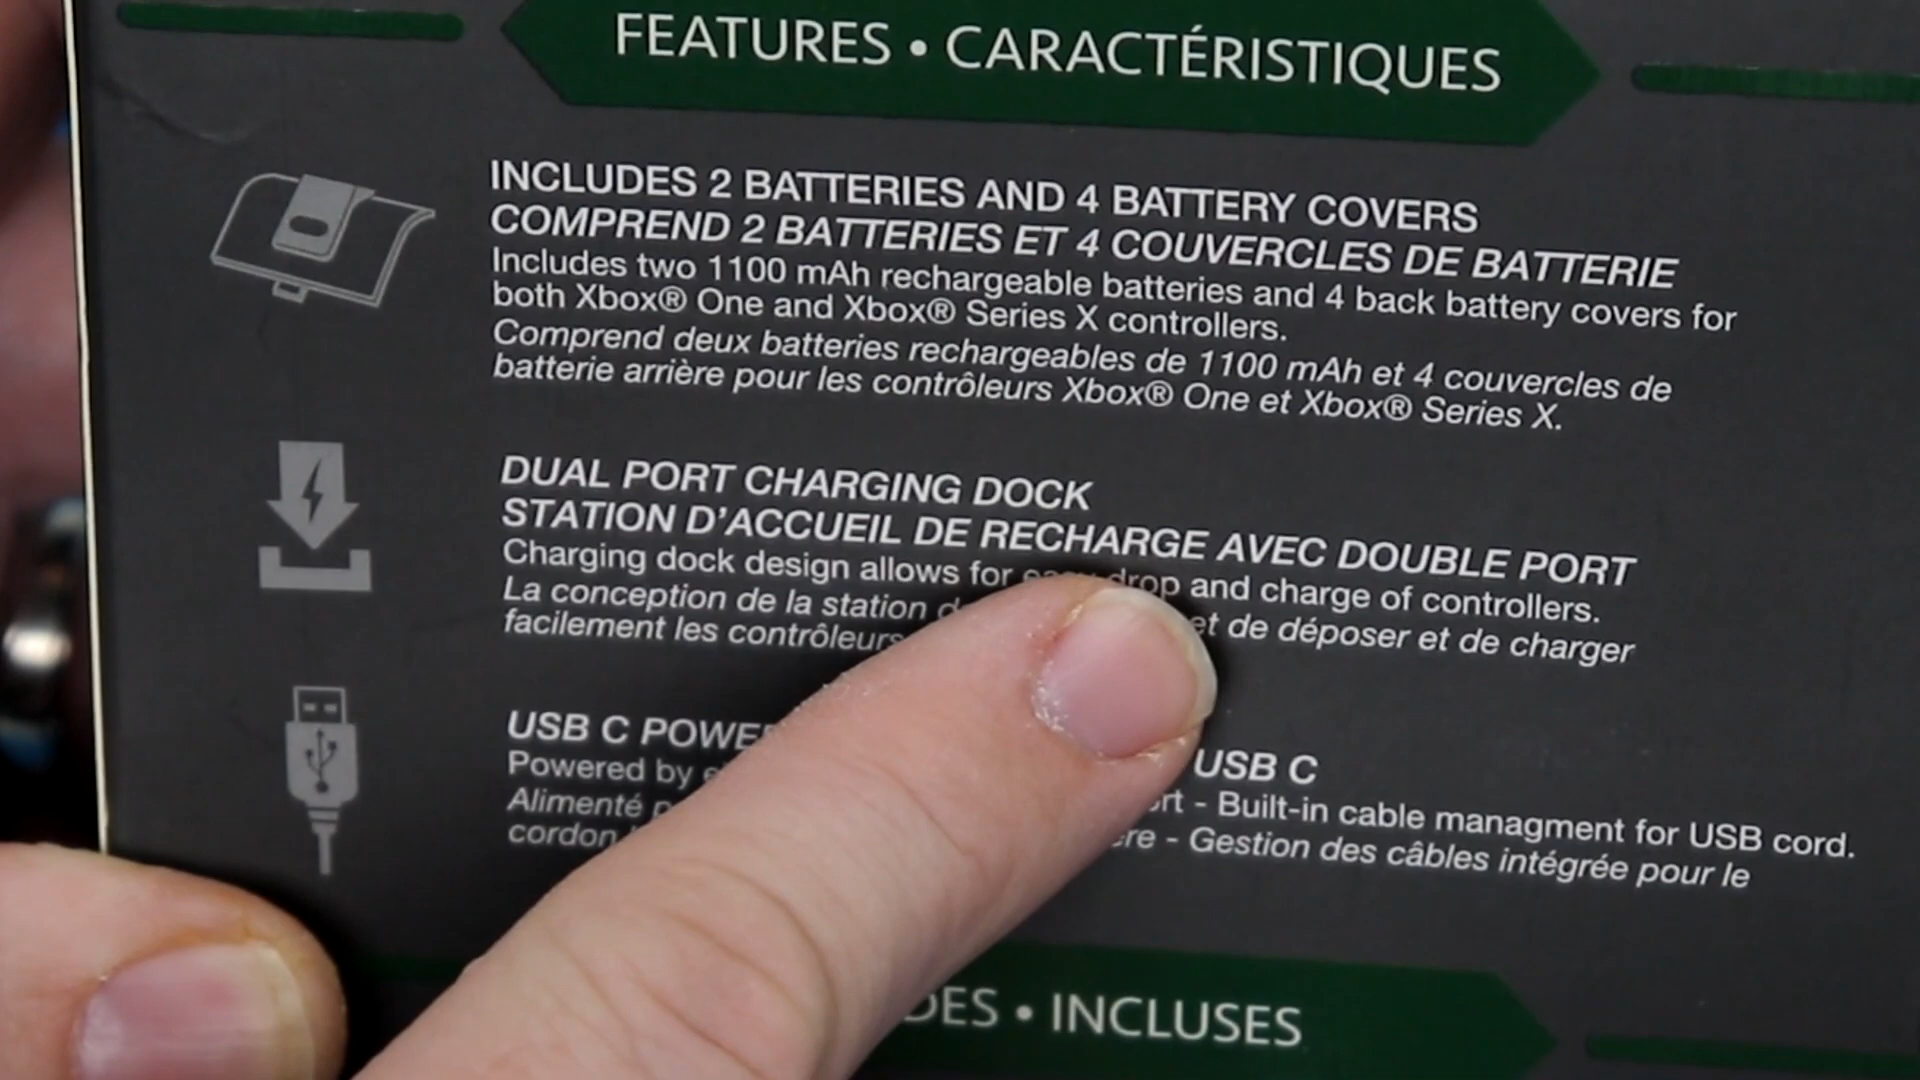 FEATURES • CARACTÉRISTIQUES
INCLUDES 2 BATTERIES AND 4 BATTERY COVERS
COMPREND 2 BATTERIES ET 4 COUVERCLES DE BATTERIE
Includes two 1100 mAh rechargeable batteries and 4 back battery covers for
both Xbox® One and Xbox® Series X controllers.
Comprend deux batteries rechargeables de 1100 mAh et 4 couvercles de
batterie arrière pour les contrôleurs Xbox® One et Xbox® Series X.
DUAL PORT CHARGING DOCK
STATION D'ACCUEIL DE RECHARGE AVEC DOUBLE PORT
Charging dock design allows for easy drop and charge of controllers.
La conception de la station de déposer et de charger
facilement les contrôleurs
USB C USB C
Powered by - Built-in cable managment for USB cord.
Alimenté - Gestion des câbles intégrée pour le
cordon
• INCLUSES